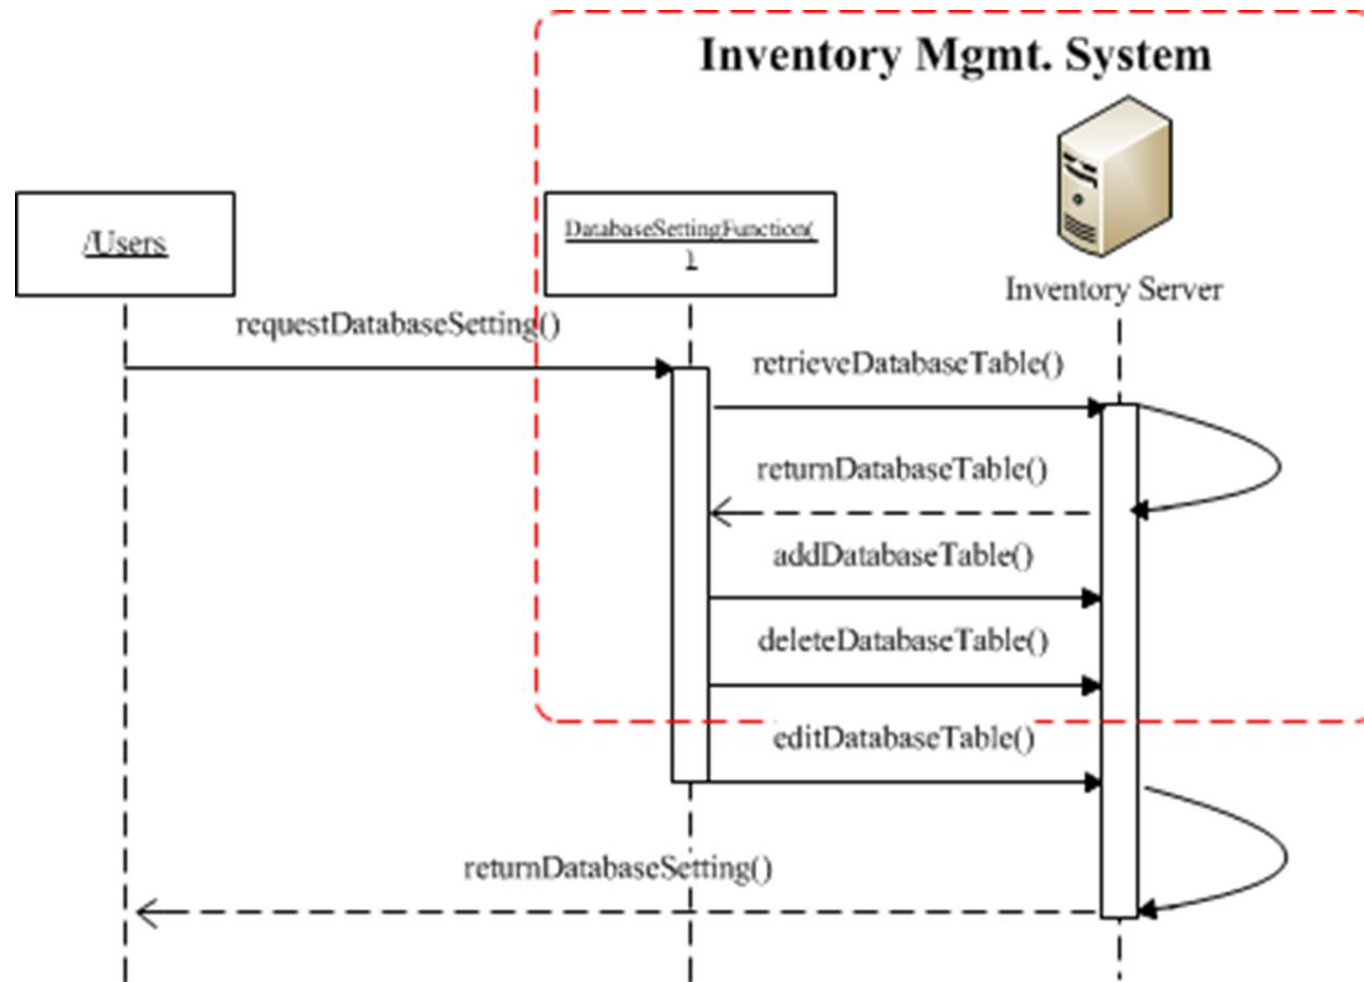 Inventory Mgmt. System
/Users
DatabaseSettingFunction(
)
Inventory Server
requestDatabaseSetting()
retrieveDatabaseTable()
returnDatabaseTable()
addDatabaseTable()
deleteDatabaseTable()
editDatabaseTable()
returnDatabaseSetting()